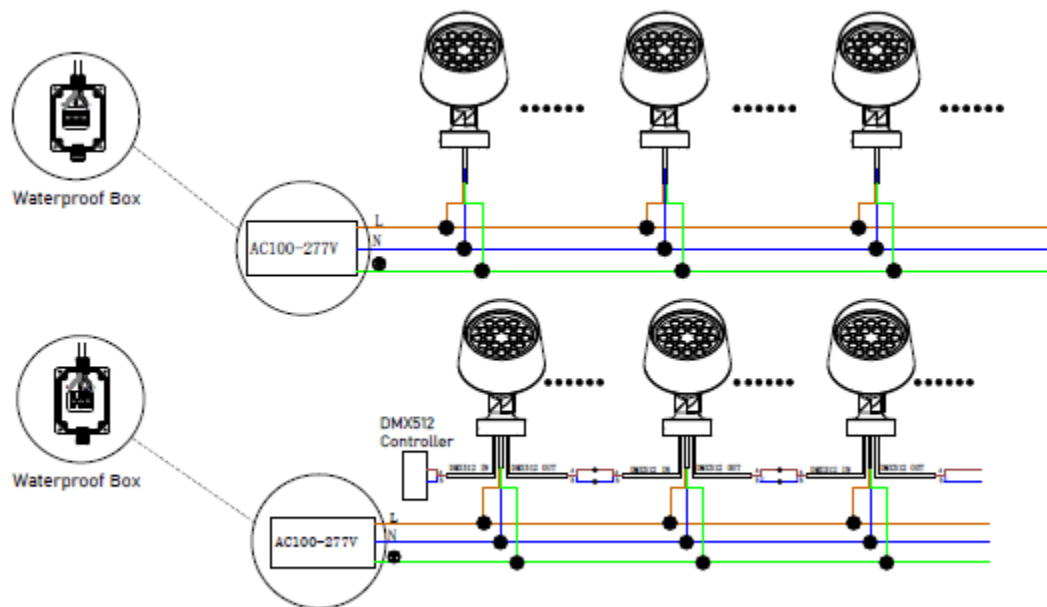 Waterproof Box
AC100-277V
L
N
Waterproof Box
DMX512
Controller
DMX512 IN
DMX512 OUT
DMX512 IN
DMX512 OUT
DMX512 IN
DMX512 OUT
AC100-277V
L
N